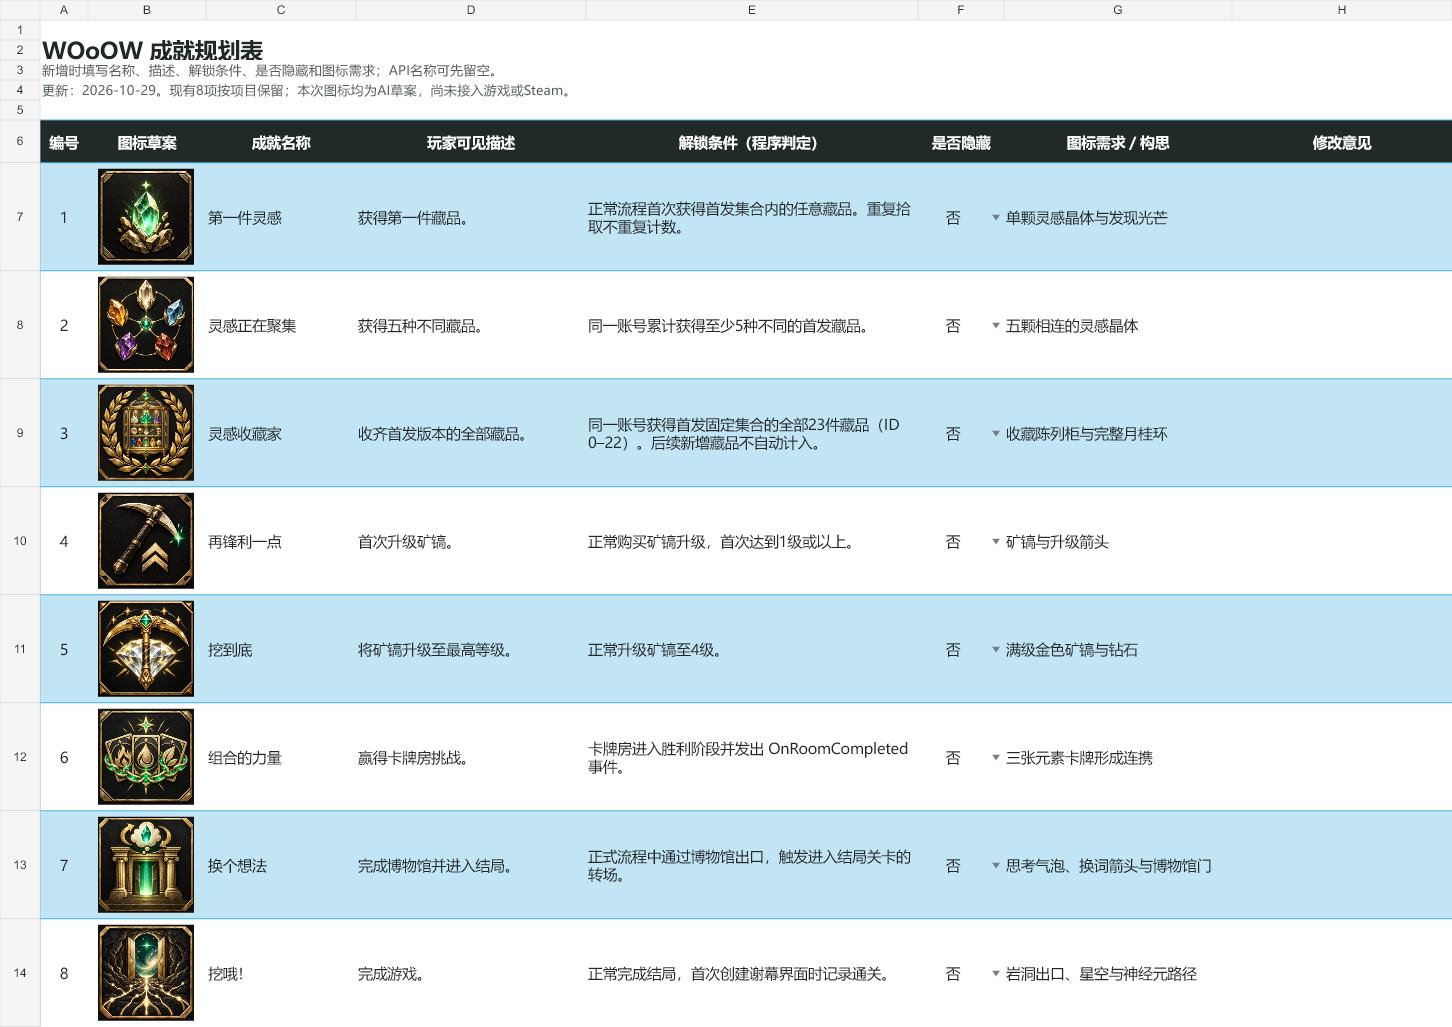 A B C D E F G H
1
2 WOoOW 成就规划表
3 新增时填写名称、描述、解锁条件、是否隐藏和图标需求；API名称可先留空。
4 更新：2026-10-29。现有8项按项目保留；本次图标均为AI草案，尚未接入游戏或Steam。
5
6 编号 图标草案 成就名称 玩家可见描述 解锁条件（程序判定） 是否隐藏 图标需求 / 构思 修改意见
7 1 第一件灵感 获得第一件藏品。 正常流程首次获得首发集合内的任意藏品。重复拾
取不重复计数。 否 单颗灵感晶体与发现光芒
8 2 灵感正在聚集 获得五种不同藏品。 同一账号累计获得至少5种不同的首发藏品。 否 五颗相连的灵感晶体
9 3 灵感收藏家 收齐首发版本的全部藏品。 同一账号获得首发固定集合的全部23件藏品（ID
0–22）。后续新增藏品不自动计入。 否 收藏陈列柜与完整月桂环
10 4 再锋利一点 首次升级矿镐。 正常购买矿镐升级，首次达到1级或以上。 否 矿镐与升级箭头
11 5 挖到底 将矿镐升级至最高等级。 正常升级矿镐至4级。 否 满级金色矿镐与钻石
12 6 组合的力量 赢得卡牌房挑战。 卡牌房进入胜利阶段并发出 OnRoomCompleted
事件。 否 三张元素卡牌形成连携
13 7 换个想法 完成博物馆并进入结局。 正式流程中通过博物馆出口，触发进入结局关卡的
转场。 否 思考气泡、换词箭头与博物馆门
14 8 挖哦！ 完成游戏。 正常完成结局，首次创建谢幕界面时记录通关。 否 岩洞出口、星空与神经元路径